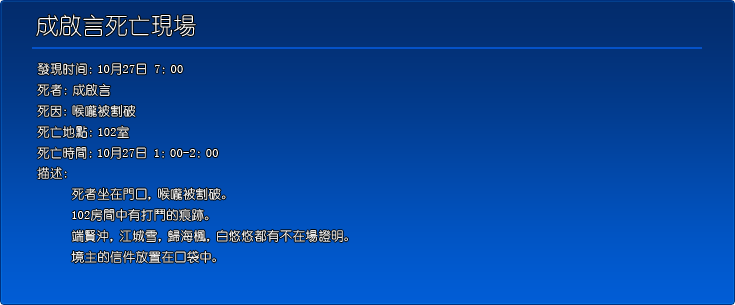 成啟言死亡現場
發現时间: 10月27日 7: 00
死者: 成啟言
死因: 喉嚨被割破
死亡地點: 102室
死亡時間: 10月27日 1: 00-2: 00
描述:
死者坐在門口, 喉嚨被割破。
102房間中有打鬥的痕跡。
端賢沖, 江城雪, 歸海楓, 白悠悠都有不在場證明。
境主的信件放置在口袋中。